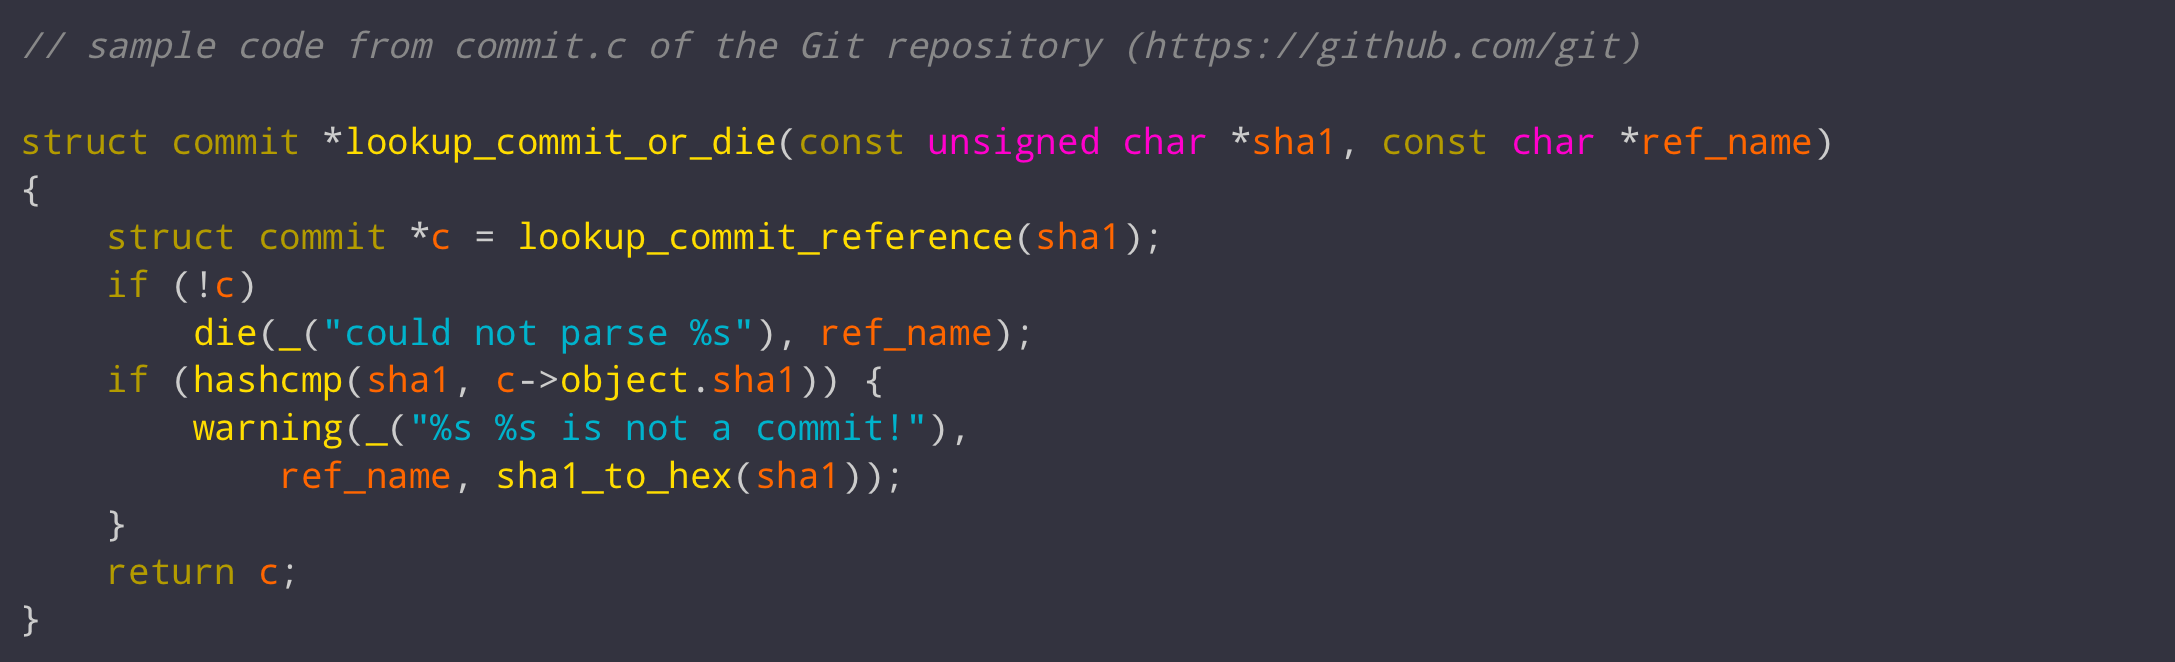 // sample code from commit.c of the Git repository (https://github.com/git)

struct commit *lookup_commit_or_die(const unsigned char *sha1, const char *ref_name)
{
    struct commit *c = lookup_commit_reference(sha1);
    if (!c)
        die(_("could not parse %s"), ref_name);
    if (hashcmp(sha1, c->object.sha1)) {
        warning(_("%s %s is not a commit!"),
            ref_name, sha1_to_hex(sha1));
    }
    return c;
}